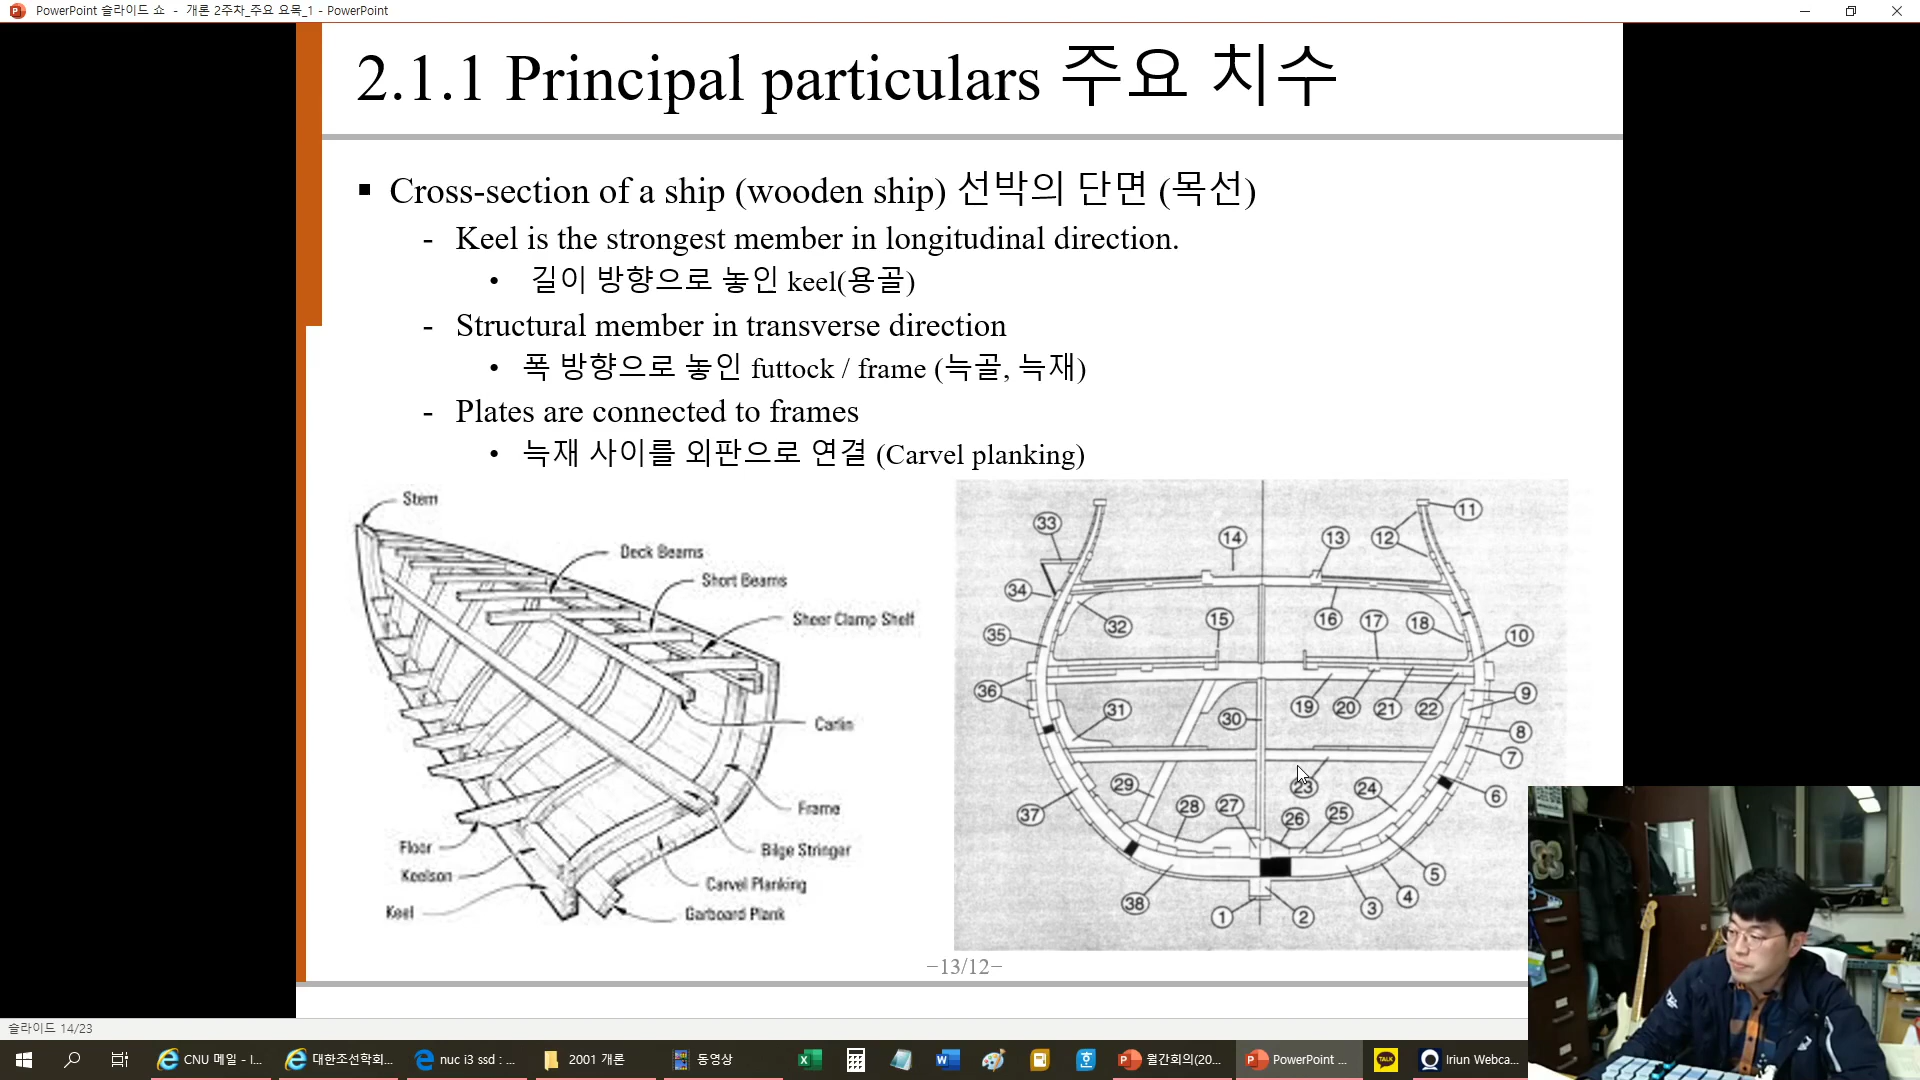 PowerPoint 슬라이드 쇼 - 개론 2주차_주요 요목_1 - PowerPoint
2.1.1 Principal particulars 주요 치수
▪ Cross-section of a ship (wooden ship) 선박의 단면 (목선)
- Keel is the strongest member in longitudinal direction.
• 길이 방향으로 놓인 keel(용골)
- Structural member in transverse direction
• 폭 방향으로 놓인 futtock / frame (늑골, 늑재)
- Plates are connected to frames
• 늑재 사이를 외판으로 연결 (Carvel planking)
Stem
Deck Beams
Short Beams
Sheer Clamp Shelf
Carlin
Frame
Bilge Stringer
Carvel Planking
Garboard Plank
Floor
Keelson
Keel
33
14
13
12
11
34
32
15
16
17
18
10
35
36
31
30
19
20
21
22
9
8
7
29
28
27
26
23
25
24
6
37
38
1
2
3
4
5
−13/12−
슬라이드 14/23
CNU 메일 - I...
대한조선학회...
nuc i3 ssd : ...
2001 개론
동영상
월간회의(20...
PowerPoint ...
TALK
Iriun Webca...